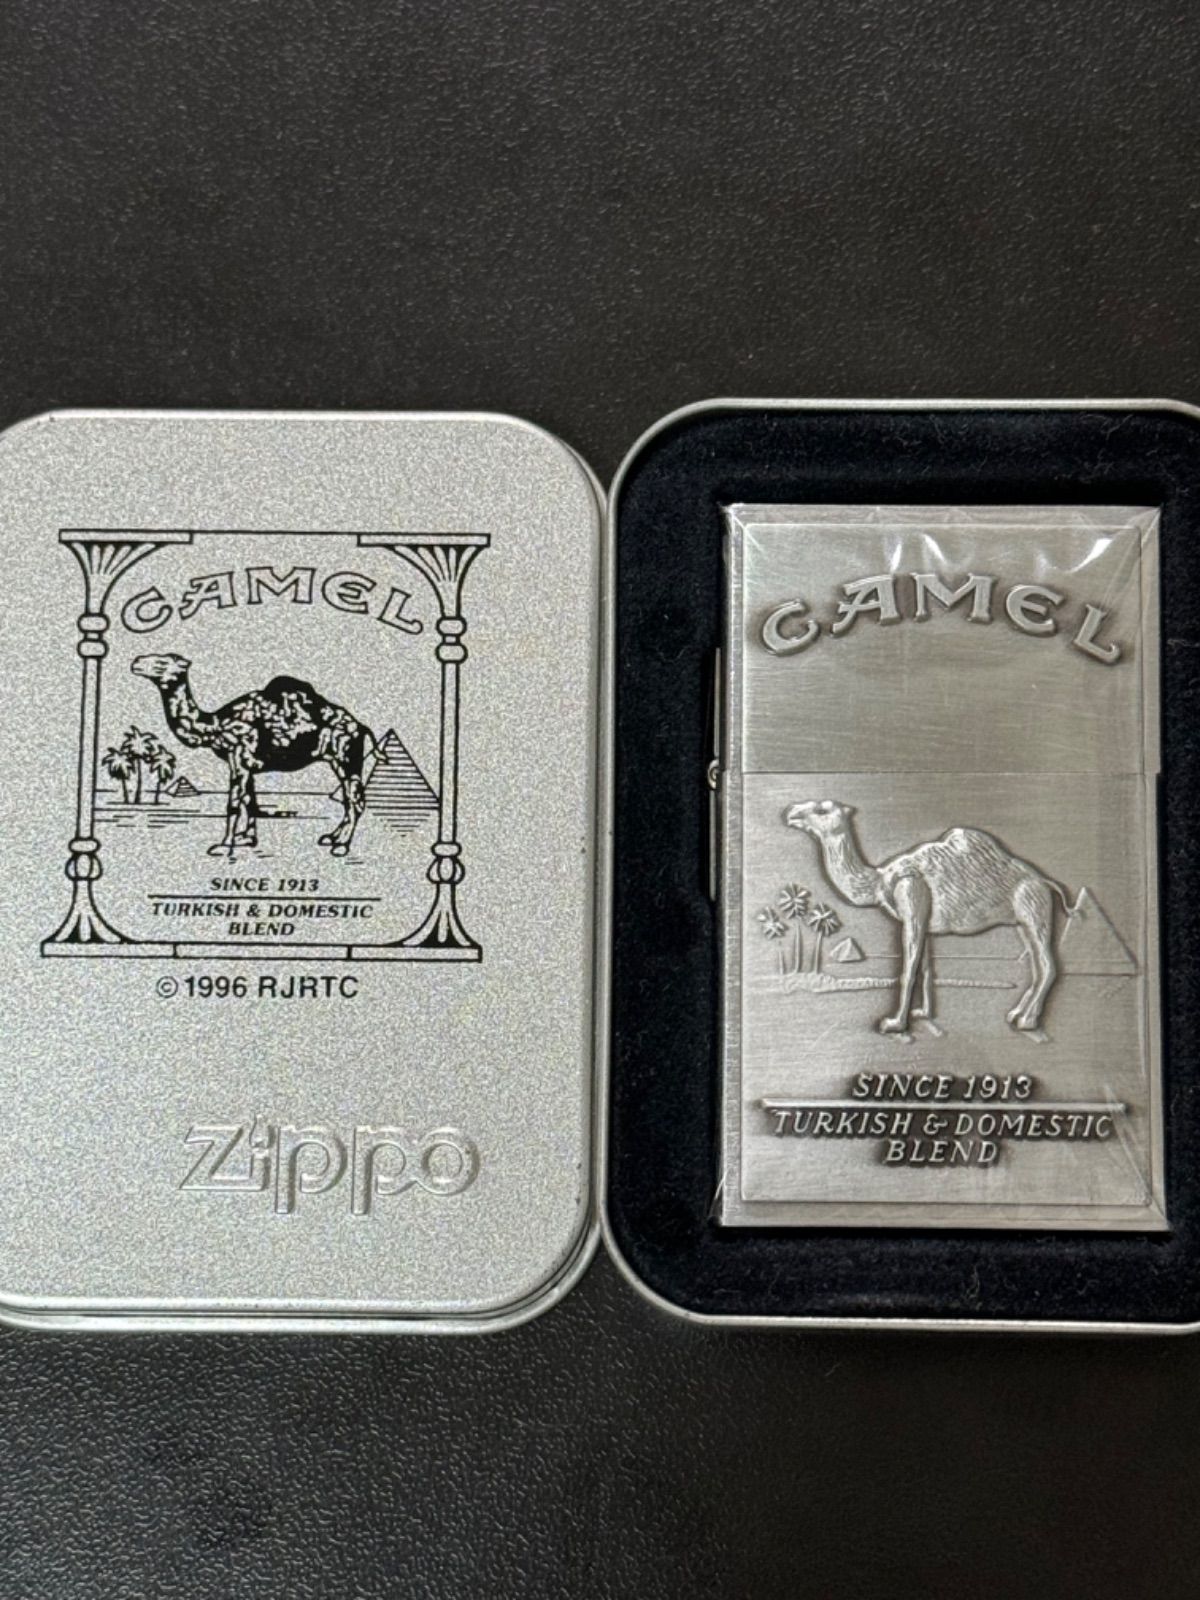 CAMEL
SINCE 1913
TURKISH & DOMESTIC
BLEND
© 1996 RJRTC
Zippo
CAMEL
SINCE 1913
TURKISH & DOMESTIC
BLEND